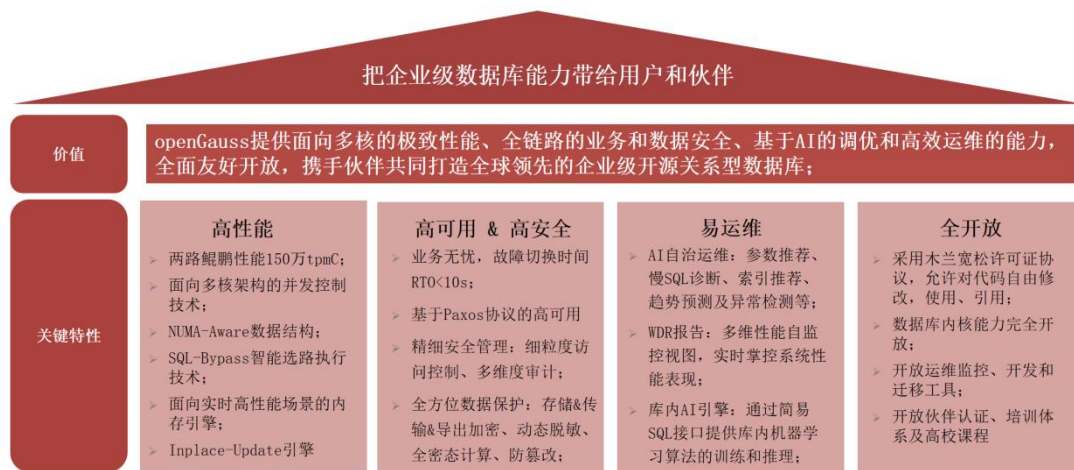 把企业级数据库能力带给用户和伙伴
价值
openGauss提供面向多核的极致性能、全链路的业务和数据安全、基于AI的调优和高效运维的能力，
全面友好开放，携手伙伴共同打造全球领先的企业级开源关系型数据库；
关键特性
高性能
两路鲲鹏性能150万tpmC；
面向多核架构的并发控制
技术；
NUMA-Aware数据结构；
SQL-Bypass智能选路执行
技术；
面向实时高性能场景的内
存引擎；
Inplace-Update引擎
高可用 & 高安全
业务无忧，故障切换时间
RTO<10s；
基于Paxos协议的高可用
精细安全管理：细粒度访
问控制、多维度审计；
全方位数据保护：存储&传
输&导出加密、动态脱敏、
全密态计算、防篡改；
易运维
AI自治运维：参数推荐、
慢SQL诊断、索引推荐、
趋势预测及异常检测等；
WDR报告：多维性能自监
控视图，实时掌控系统性
能表现；
库内AI引擎：通过简易
SQL接口提供库内机器学
习算法的训练和推理；
全开放
采用木兰宽松许可证协
议，允许对代码自由修
改，使用、引用；
数据库内核能力完全开
放；
开放运维监控、开发和
迁移工具；
开放伙伴认证、培训体
系及高校课程